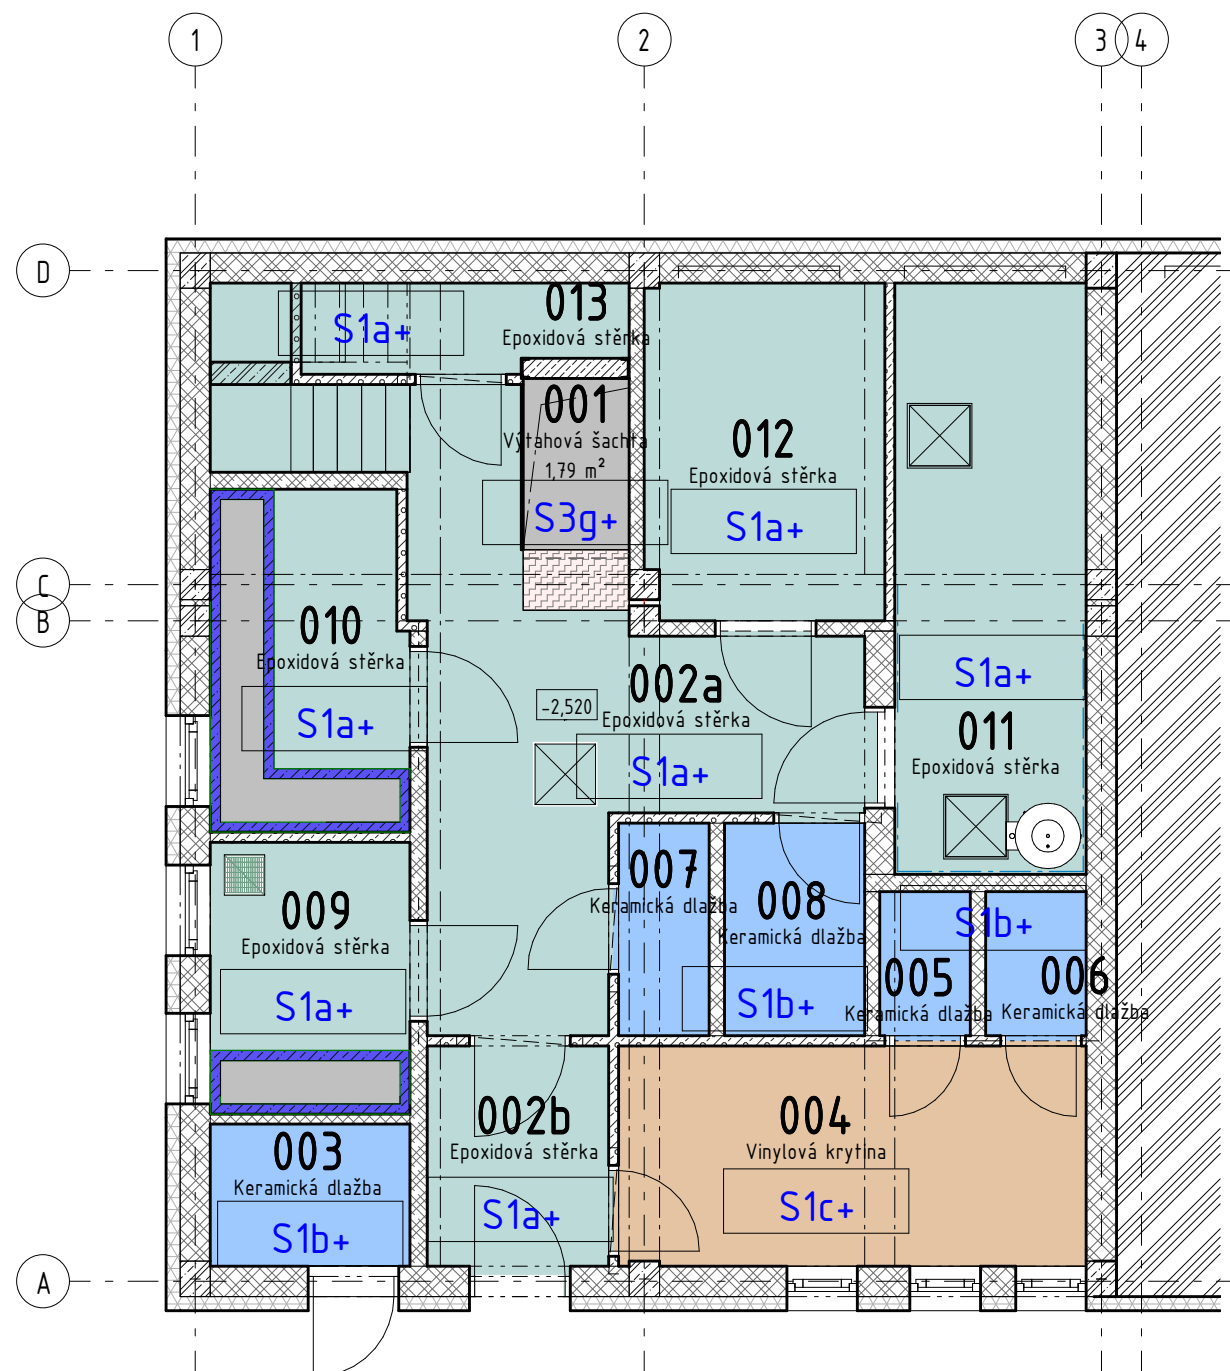 1
2
3
4
D
013
S1a+
Epoxidová stěrka
001
Výtahová šachta
1,79 m²
S3g+
012
Epoxidová stěrka
S1a+
C
B
010
Epoxidová stěrka
S1a+
002a
-2,520
Epoxidová stěrka
S1a+
S1a+
011
Epoxidová stěrka
007
Keramická dlažba
008
Keramická dlažba
S1b+
009
Epoxidová stěrka
S1a+
S1b+
005
Keramická dlažba
006
Keramická dlažba
002b
Epoxidová stěrka
S1a+
004
Vinylová krytina
S1c+
003
Keramická dlažba
S1b+
A